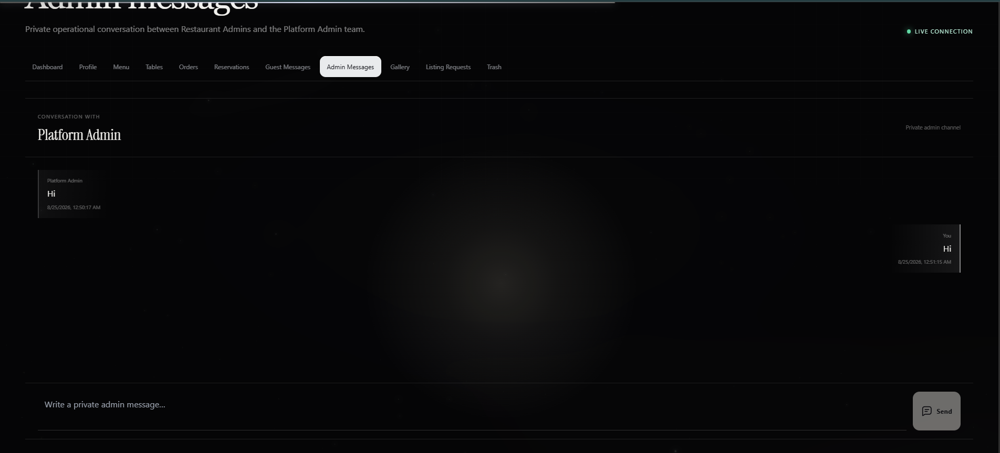 Admin messages
Private operational conversation between Restaurant Admins and the Platform Admin team.
LIVE CONNECTION
Dashboard Profile Menu Tables Orders Reservations Guest Messages Admin Messages Gallery Listing Requests Trash
CONVERSATION WITH
Platform Admin
Private admin channel
Platform Admin
Hi
8/25/2026, 12:50:17 AM
You
Hi
8/25/2026, 12:51:15 AM
Write a private admin message...
Send